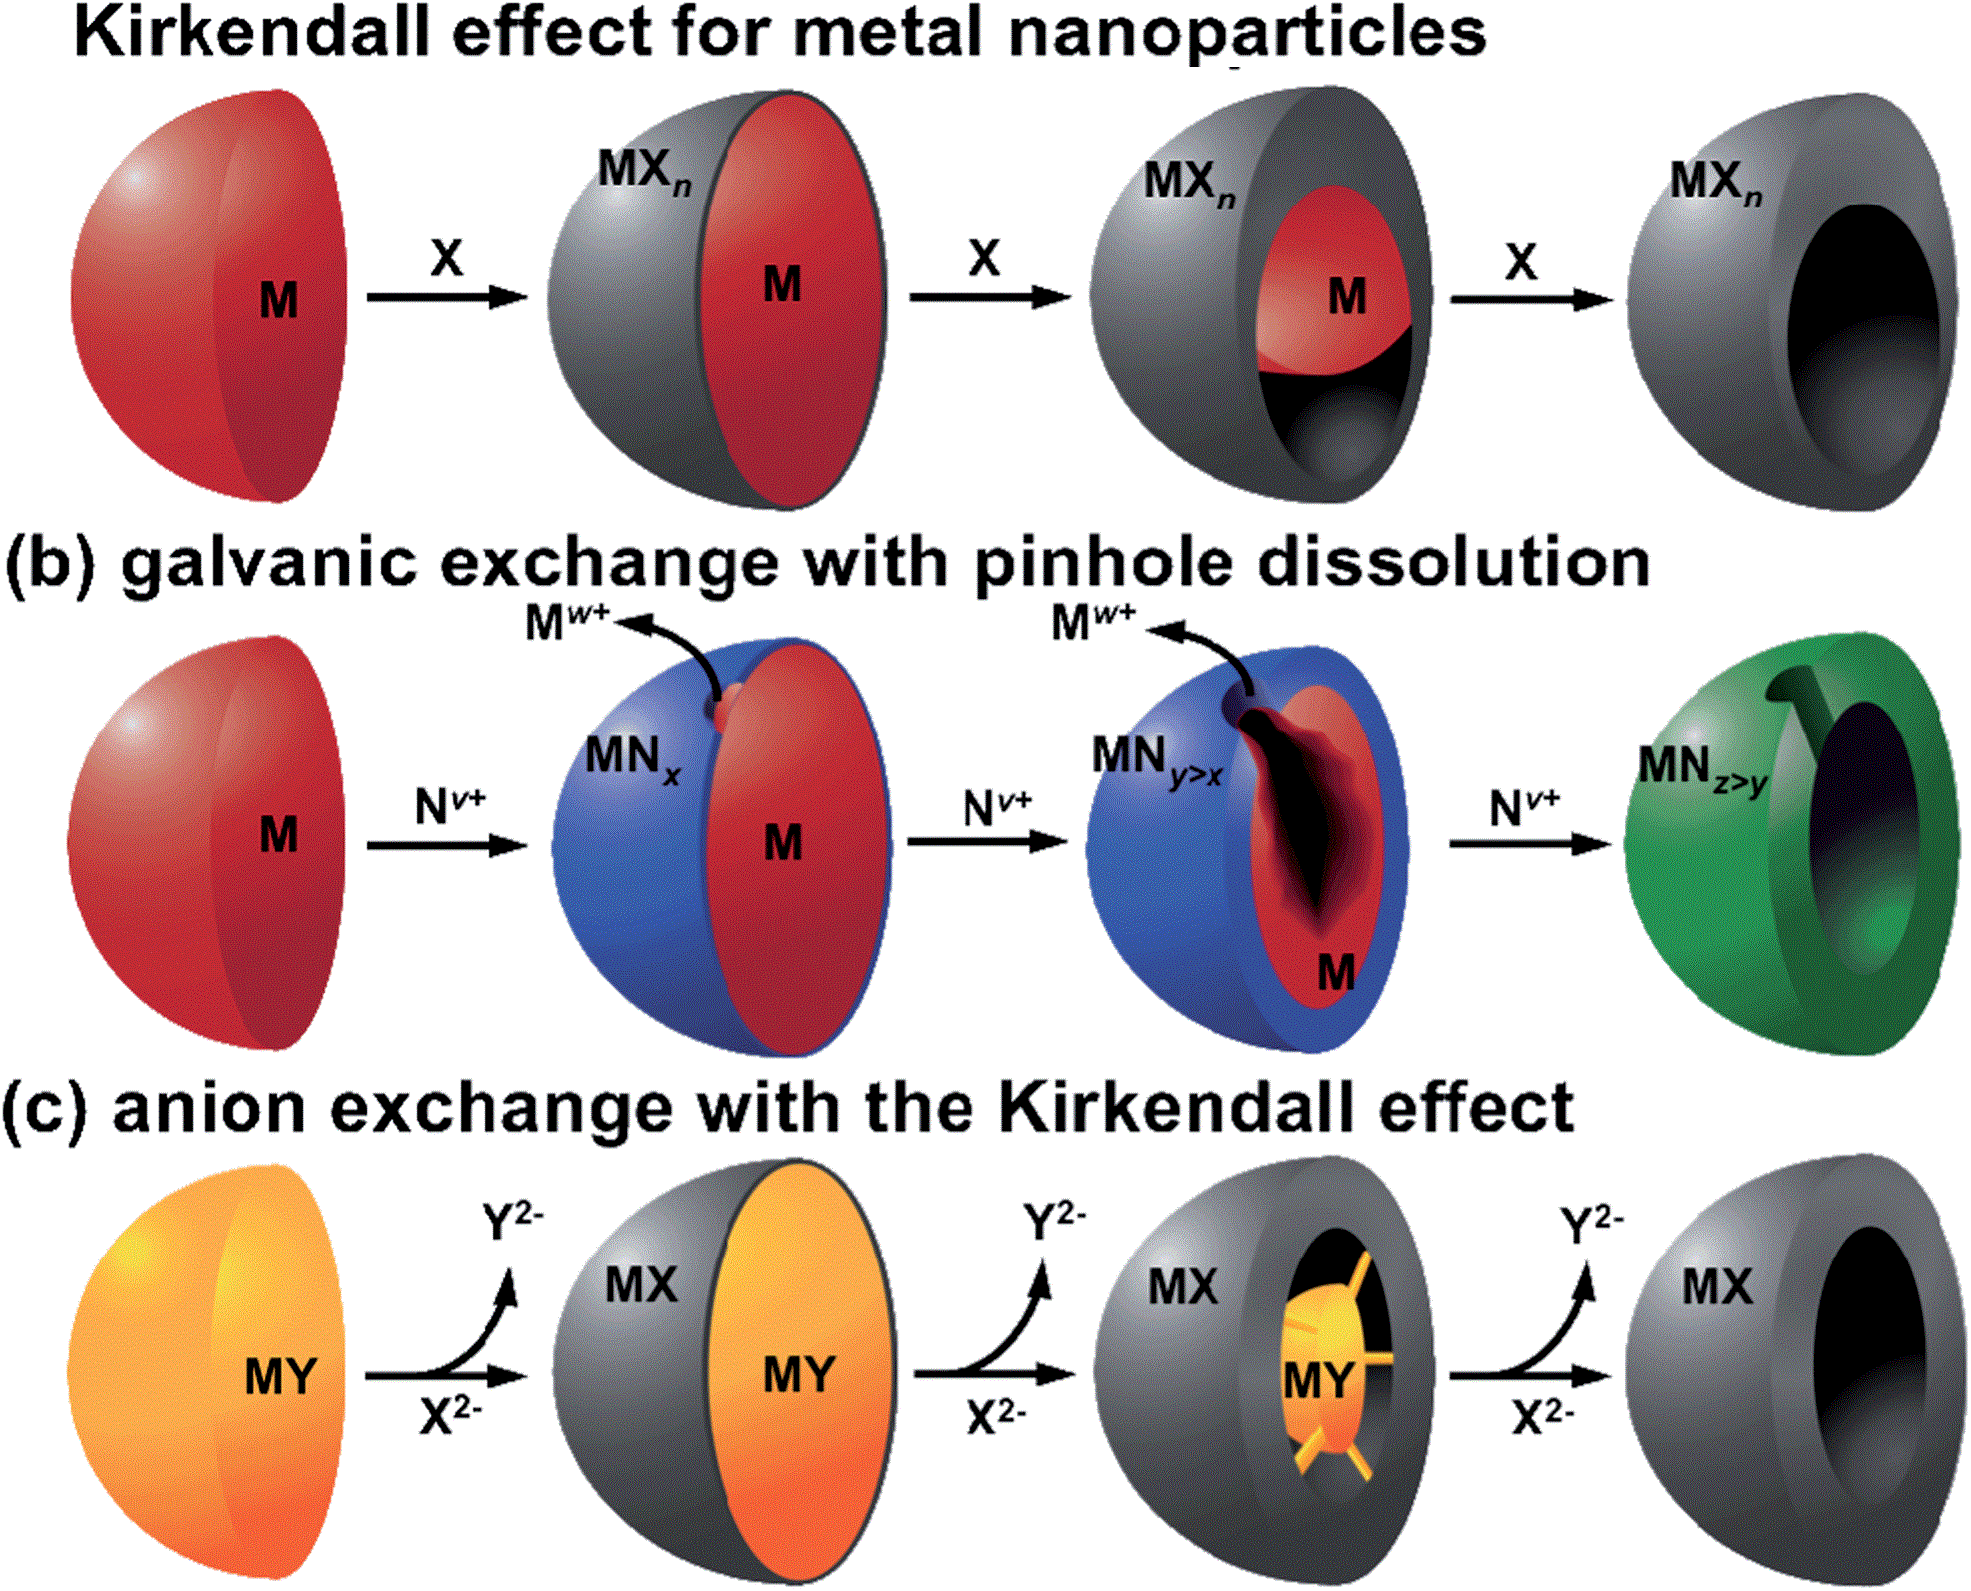 Kirkendall effect for metal nanoparticles
M
X
MXₙ
M
X
MXₙ
M
X
MXₙ
(b) galvanic exchange with pinhole dissolution
M
Nᵛ⁺
Mʷ⁺
MNₓ
M
Nᵛ⁺
Mʷ⁺
MNy>x
M
Nᵛ⁺
MNz>y
(c) anion exchange with the Kirkendall effect
MY
Y²⁻
X²⁻
MX
MY
Y²⁻
X²⁻
MX
MY
Y²⁻
X²⁻
MX